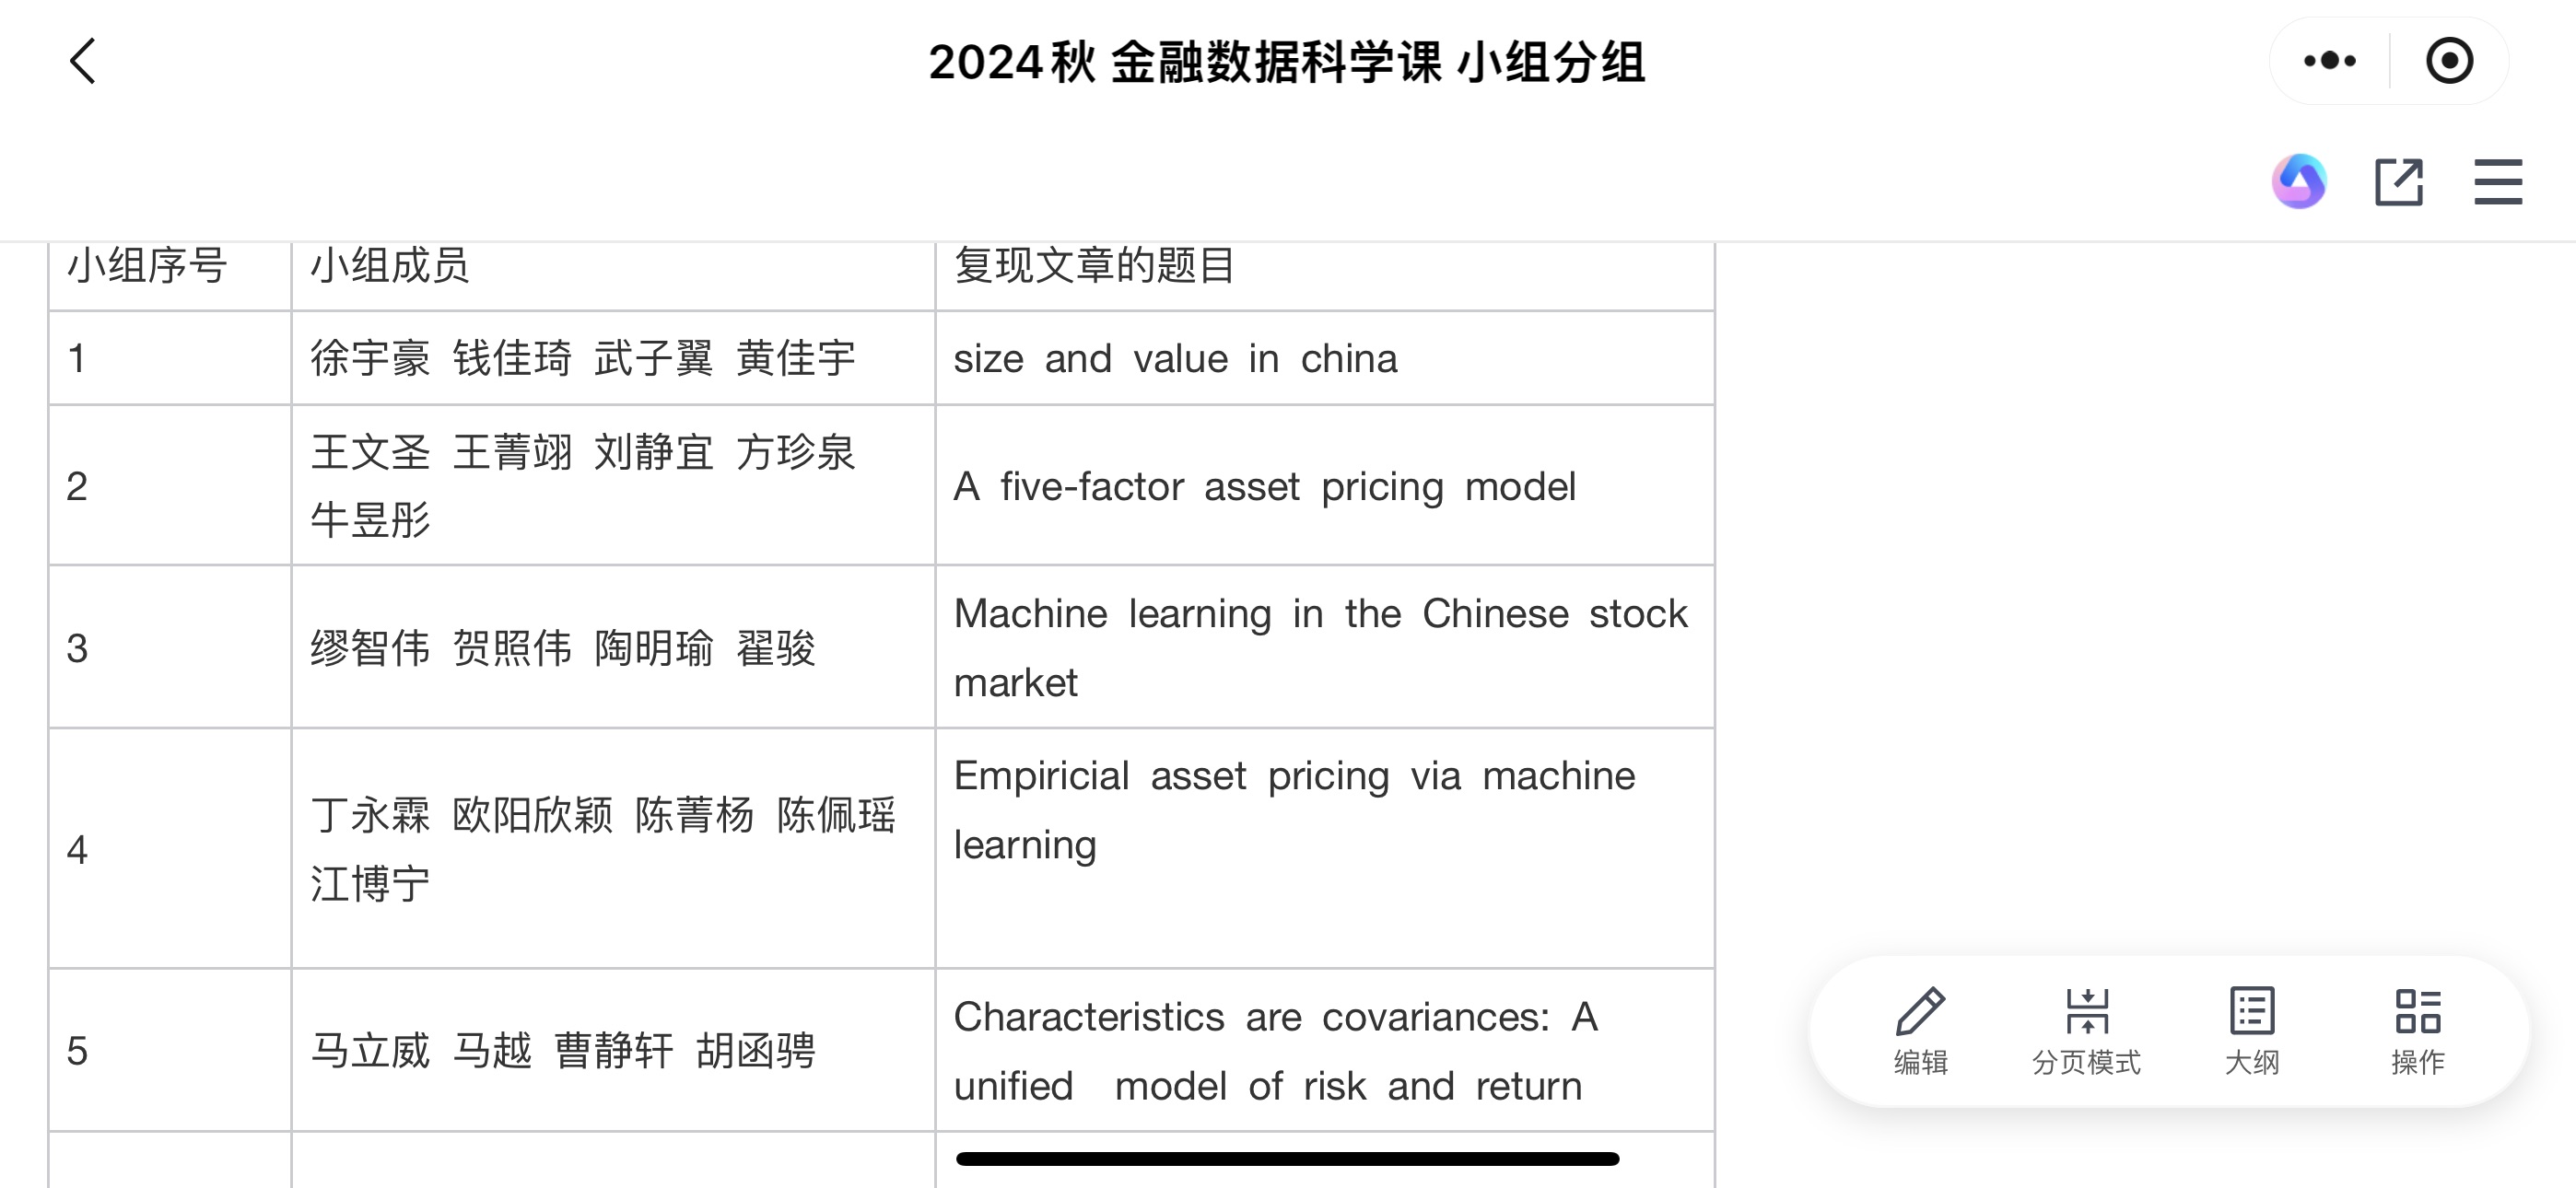 2024秋 金融数据科学课 小组分组
小组序号 小组成员 复现文章的题目
1 徐宇豪 钱佳琦 武子翼 黄佳宇 size and value in china
2 王文圣 王菁翊 刘静宜 方珍泉 A five-factor asset pricing model
牛昱彤
3 缪智伟 贺照伟 陶明瑜 翟骏 Machine learning in the Chinese stock
market
4 丁永霖 欧阳欣颖 陈菁杨 陈佩瑶 Empiricial asset pricing via machine
江博宁 learning
5 马立威 马越 曹静轩 胡函骋 Characteristics are covariances: A
unified model of risk and return
编辑 分页模式 大纲 操作